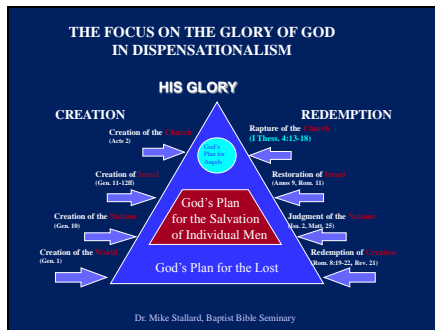 THE FOCUS ON THE GLORY OF GOD
IN DISPENSATIONALISM
HIS GLORY
CREATION
REDEMPTION
Creation of the Church
(Acts 2)
Rapture of the Church
(I Thess. 4:13-18)
God's
Plan for
Angels
Creation of Israel
(Gen. 11-12ff)
Restoration of Israel
(Amos 9, Rom. 11)
God's Plan
for the Salvation
of Individual Men
Creation of the Nations
(Gen. 10)
Judgment of the Nations
(Isa. 2, Matt. 25)
Creation of the World
(Gen. 1)
Redemption of Creation
(Rom. 8:19-22, Rev. 21)
God's Plan for the Lost
Dr. Mike Stallard, Baptist Bible Seminary